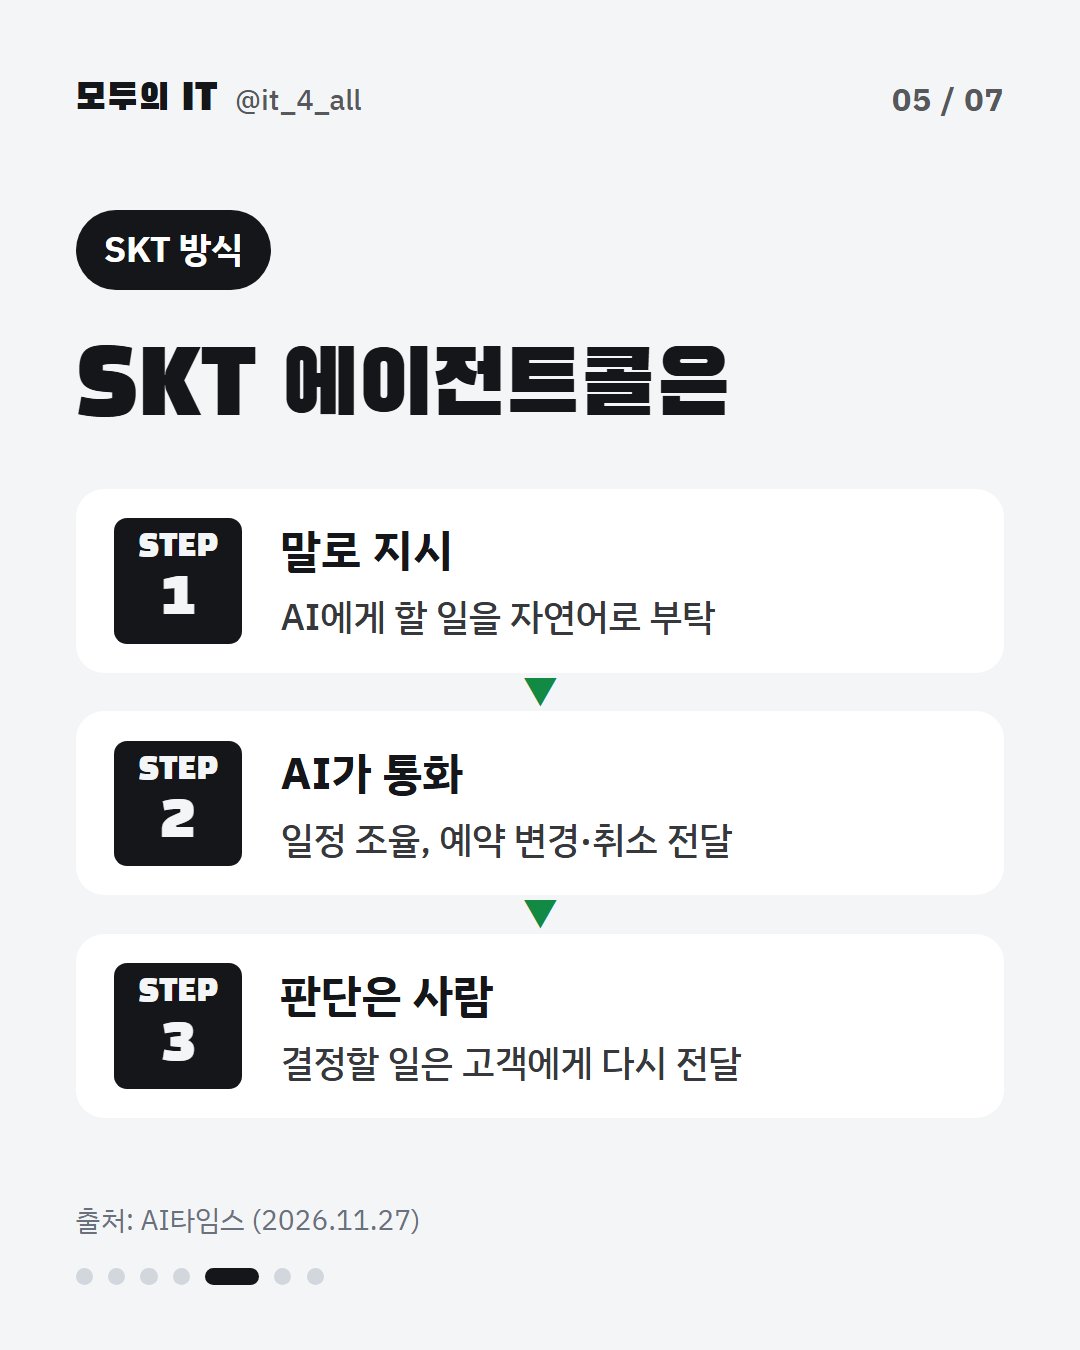 모두의 IT @it_4_all 05 / 07
SKT 방식
SKT 에이전트콜은
STEP
1
말로 지시
AI에게 할 일을 자연어로 부탁
▼
STEP
2
AI가 통화
일정 조율, 예약 변경·취소 전달
▼
STEP
3
판단은 사람
결정할 일은 고객에게 다시 전달
출처: AI타임스 (2026.11.27)